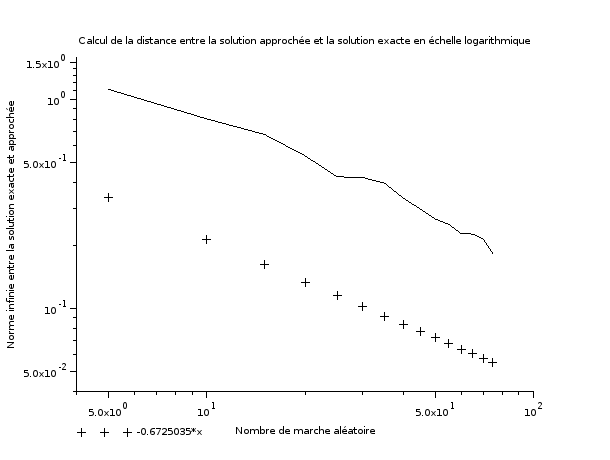 Calcul de la distance entre la solution approchée et la solution exacte en échelle logarithmique
Norme infinie entre la solution exacte et approchée
1.5x10^0
10^0
5.0x10^-1
10^-1
5.0x10^-2
5.0x10^0
10^1
5.0x10^1
10^2
Nombre de marche aléatoire
-0.6725035*x